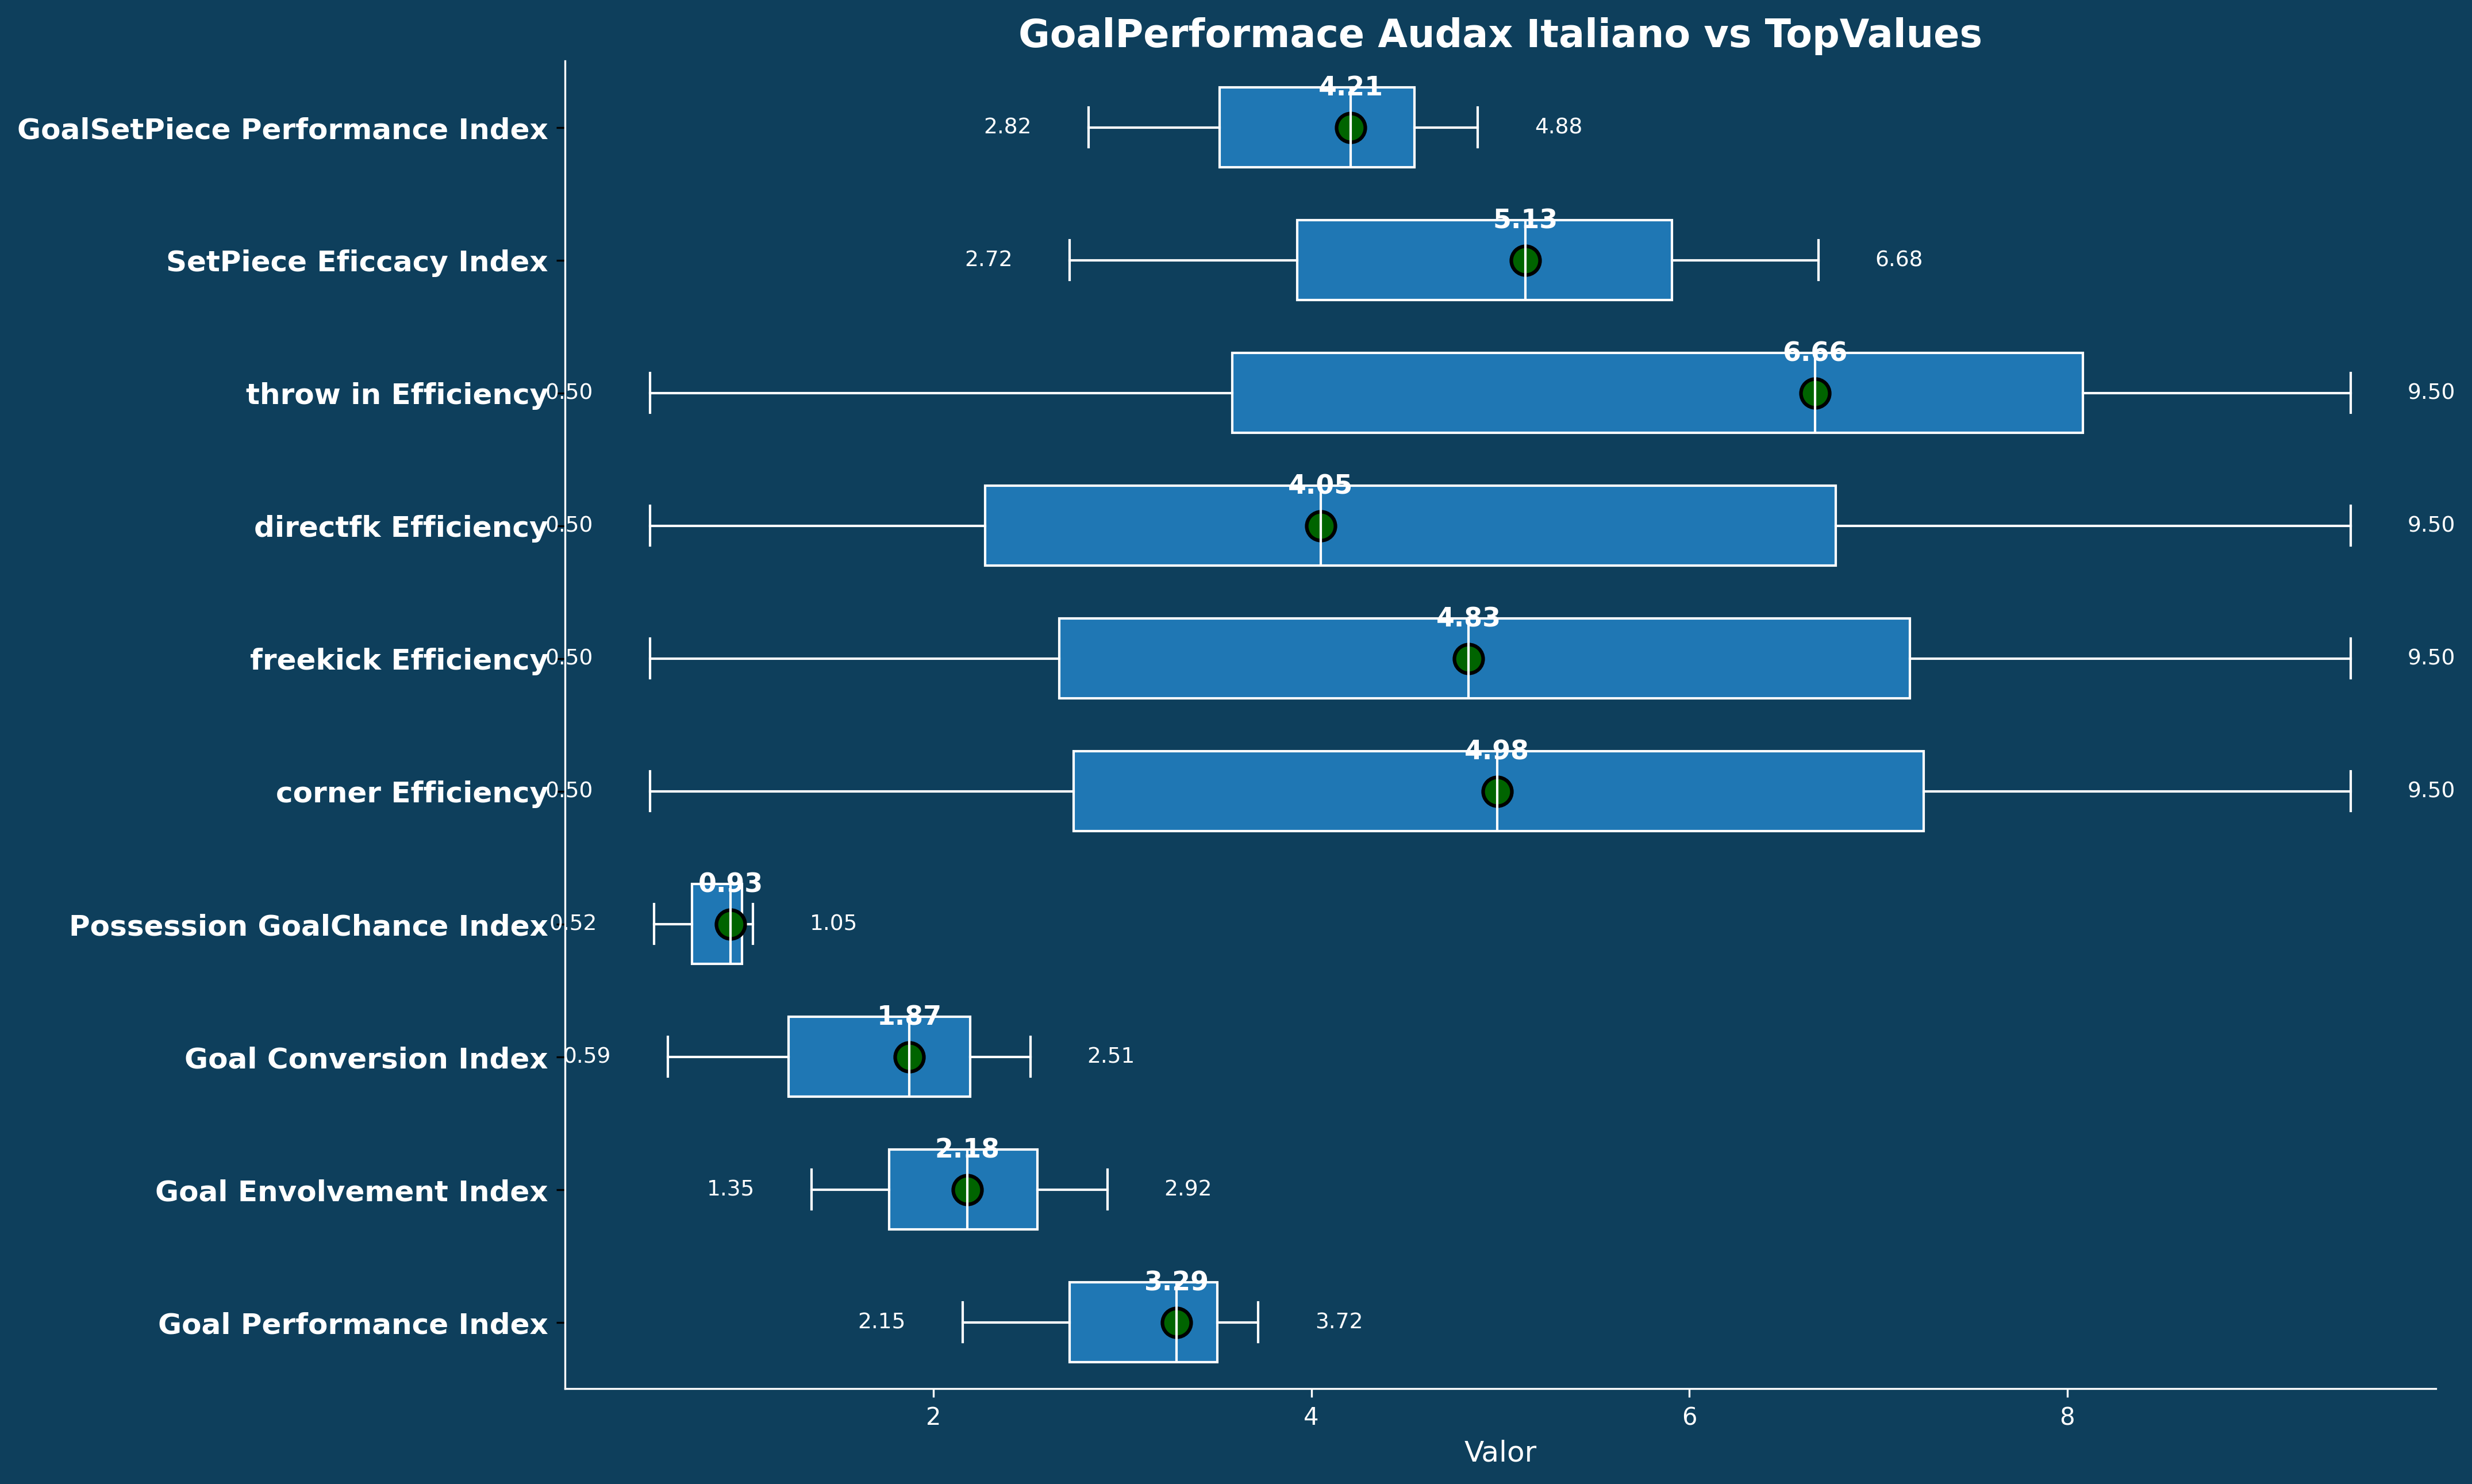 GoalPerformace Audax Italiano vs TopValues
4.21
GoalSetPiece Performance Index 2.82 4.88
5.13
SetPiece Eficcacy Index 2.72 6.68
6.66
throw in Efficiency 0.50 9.50
4.05
directfk Efficiency 0.50 9.50
4.83
freekick Efficiency 0.50 9.50
4.98
corner Efficiency 0.50 9.50
0.93
Possession GoalChance Index 0.52 1.05
1.87
Goal Conversion Index 0.59 2.51
2.18
Goal Envolvement Index 1.35 2.92
3.29
Goal Performance Index 2.15 3.72
2 4 6 8
Valor